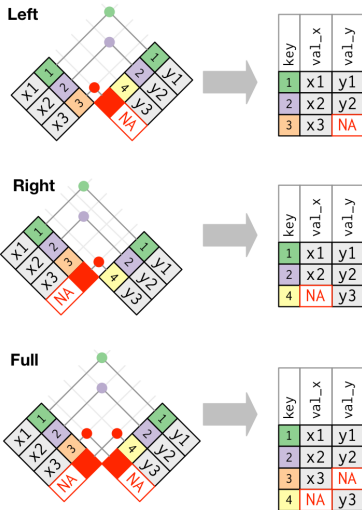 Left
1 x1
2 x2
3 x3
1 y1
2 y2
4 y3
NA
key val_x val_y
1 x1 y1
2 x2 y2
3 x3 NA
Right
1 x1
2 x2
3 x3
NA
1 y1
2 y2
4 y3
key val_x val_y
1 x1 y1
2 x2 y2
4 NA y3
Full
1 x1
2 x2
3 x3
NA
1 y1
2 y2
4 y3
NA
key val_x val_y
1 x1 y1
2 x2 y2
3 x3 NA
4 NA y3